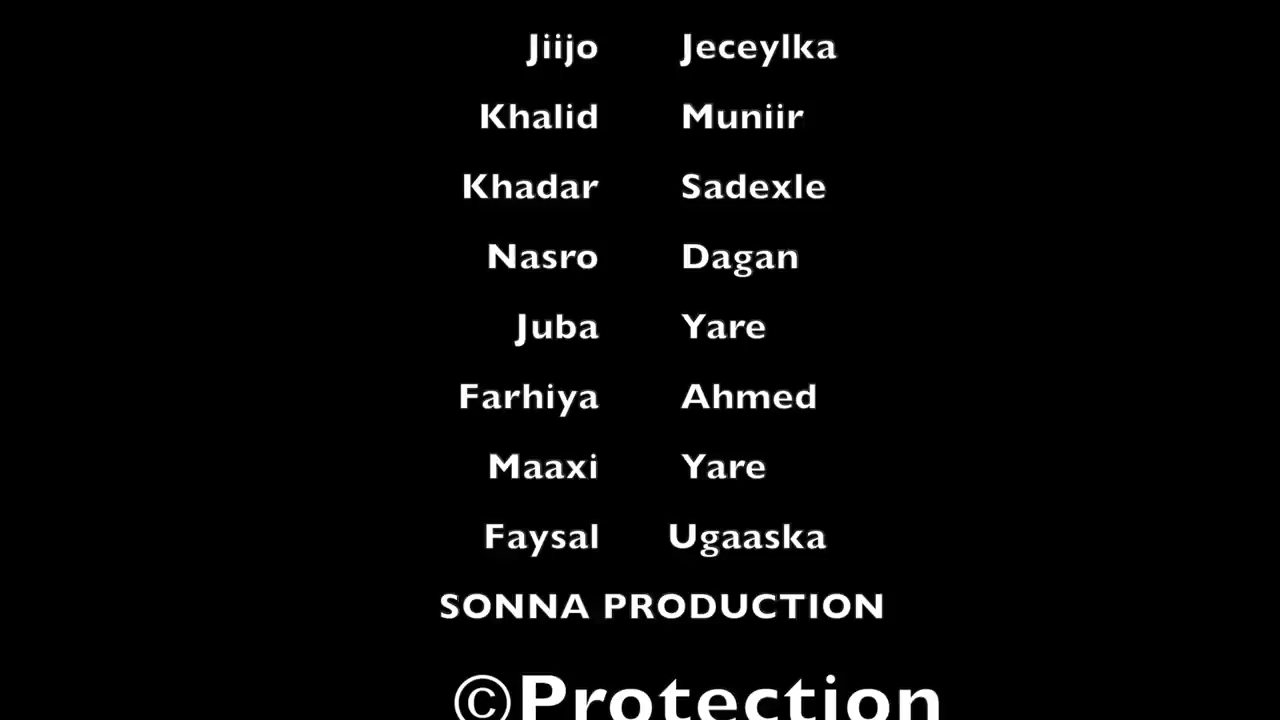 Jiijo Jeceylka
Khalid Muniir
Khadar Sadexle
Nasro Dagan
Juba Yare
Farhiya Ahmed
Maaxi Yare
Faysal Ugaaska
SONNA PRODUCTION
©Protection